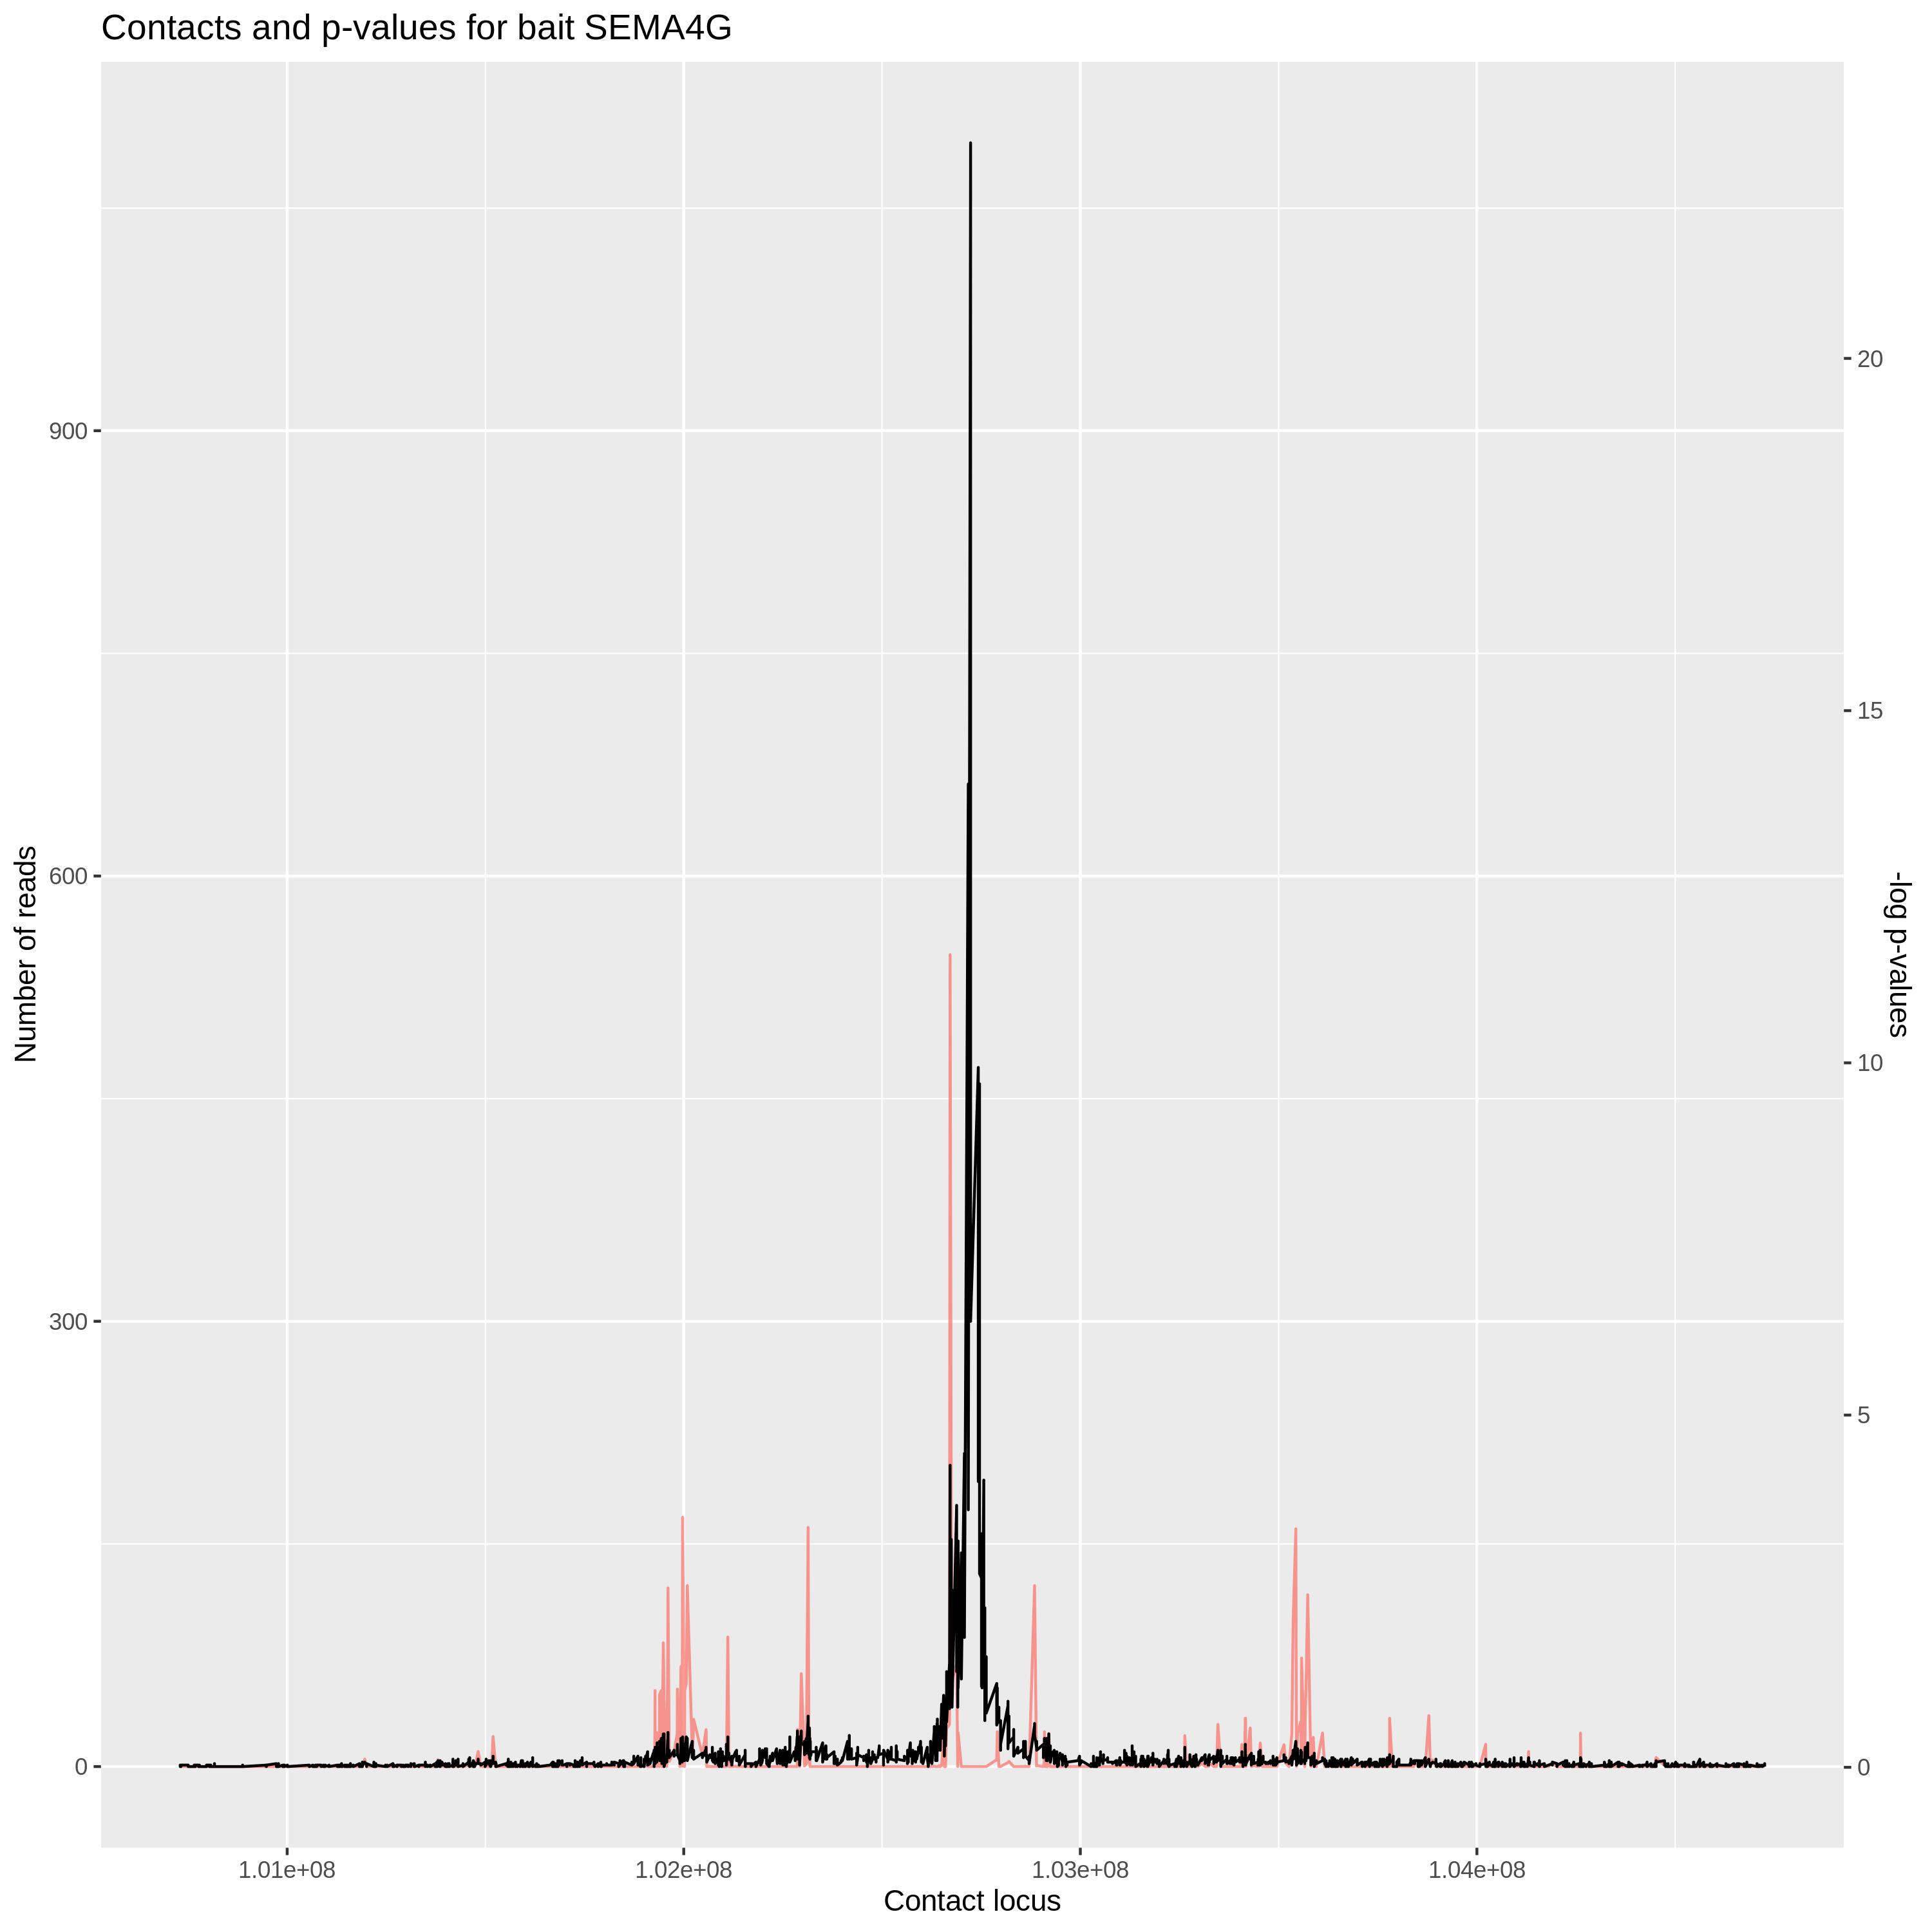 Contacts and p-values for bait SEMA4G
Number of reads
900
600
300
0
20
15
10
5
0
-log p-values
1.01e+08
1.02e+08
1.03e+08
1.04e+08
Contact locus